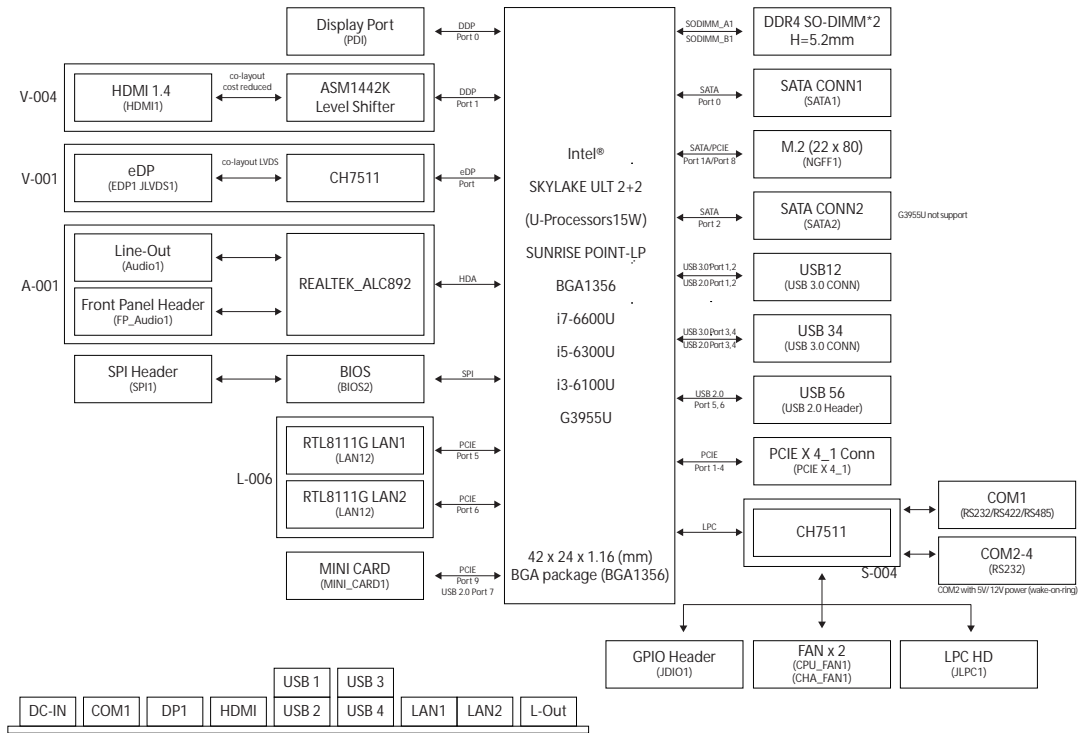 Display Port
(PDI)
DDP
Port 0
V-004
HDMI 1.4
(HDMI1)
co-layout
cost reduced
ASM1442K
Level Shifter
DDP
Port 1
V-001
eDP
(EDP1 JLVDS1)
co-layout LVDS
CH7511
eDP
Port
A-001
Line-Out
(Audio1)
Front Panel Header
(FP_Audio1)
REALTEK_ALC892
HDA
SPI Header
(SPI1)
BIOS
(BIOS2)
SPI
L-006
RTL8111G LAN1
(LAN12)
PCIE
Port 5
RTL8111G LAN2
(LAN12)
PCIE
Port 6
MINI CARD
(MINI_CARD1)
PCIE
Port 9
USB 2.0 Port 7
Intel®
SKYLAKE ULT 2+2
(U-Processors15W)
SUNRISE POINT-LP
BGA1356
i7-6600U
i5-6300U
i3-6100U
G3955U
42 x 24 x 1.16 (mm)
BGA package (BGA1356)
SODIMM_A1
SODIMM_B1
DDR4 SO-DIMM*2
H=5.2mm
SATA
Port 0
SATA CONN1
(SATA1)
SATA/PCIE
Port 1A/Port 8
M.2 (22 x 80)
(NGFF1)
SATA
Port 2
SATA CONN2
(SATA2)
G3955U not support
USB 3.0 Port 1,2
USB 2.0 Port 1,2
USB12
(USB 3.0 CONN)
USB 3.0 Port 3,4
USB 2.0 Port 3,4
USB 34
(USB 3.0 CONN)
USB 2.0
Port 5, 6
USB 56
(USB 2.0 Header)
PCIE
Port 1-4
PCIE X 4_1 Conn
(PCIE X 4_1)
LPC
CH7511
S-004
COM1
(RS232/RS422/RS485)
COM2-4
(RS232)
COM2 with 5V/ 12V power (wake-on-ring)
GPIO Header
(JDIO1)
FAN x 2
(CPU_FAN1)
(CHA_FAN1)
LPC HD
(JLPC1)
USB 1
USB 3
DC-IN
COM1
DP1
HDMI
USB 2
USB 4
LAN1
LAN2
L-Out